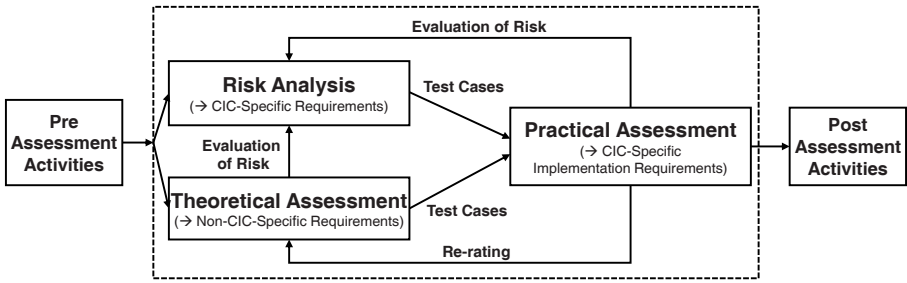 Evaluation of Risk
Risk Analysis
(→ CIC-Specific Requirements)
Test Cases
Pre
Assessment
Activities
Evaluation
of Risk
Practical Assessment
(→ CIC-Specific
Implementation Requirements)
Post
Assessment
Activities
Theoretical Assessment
(→ Non-CIC-Specific Requirements)
Test Cases
Re-rating